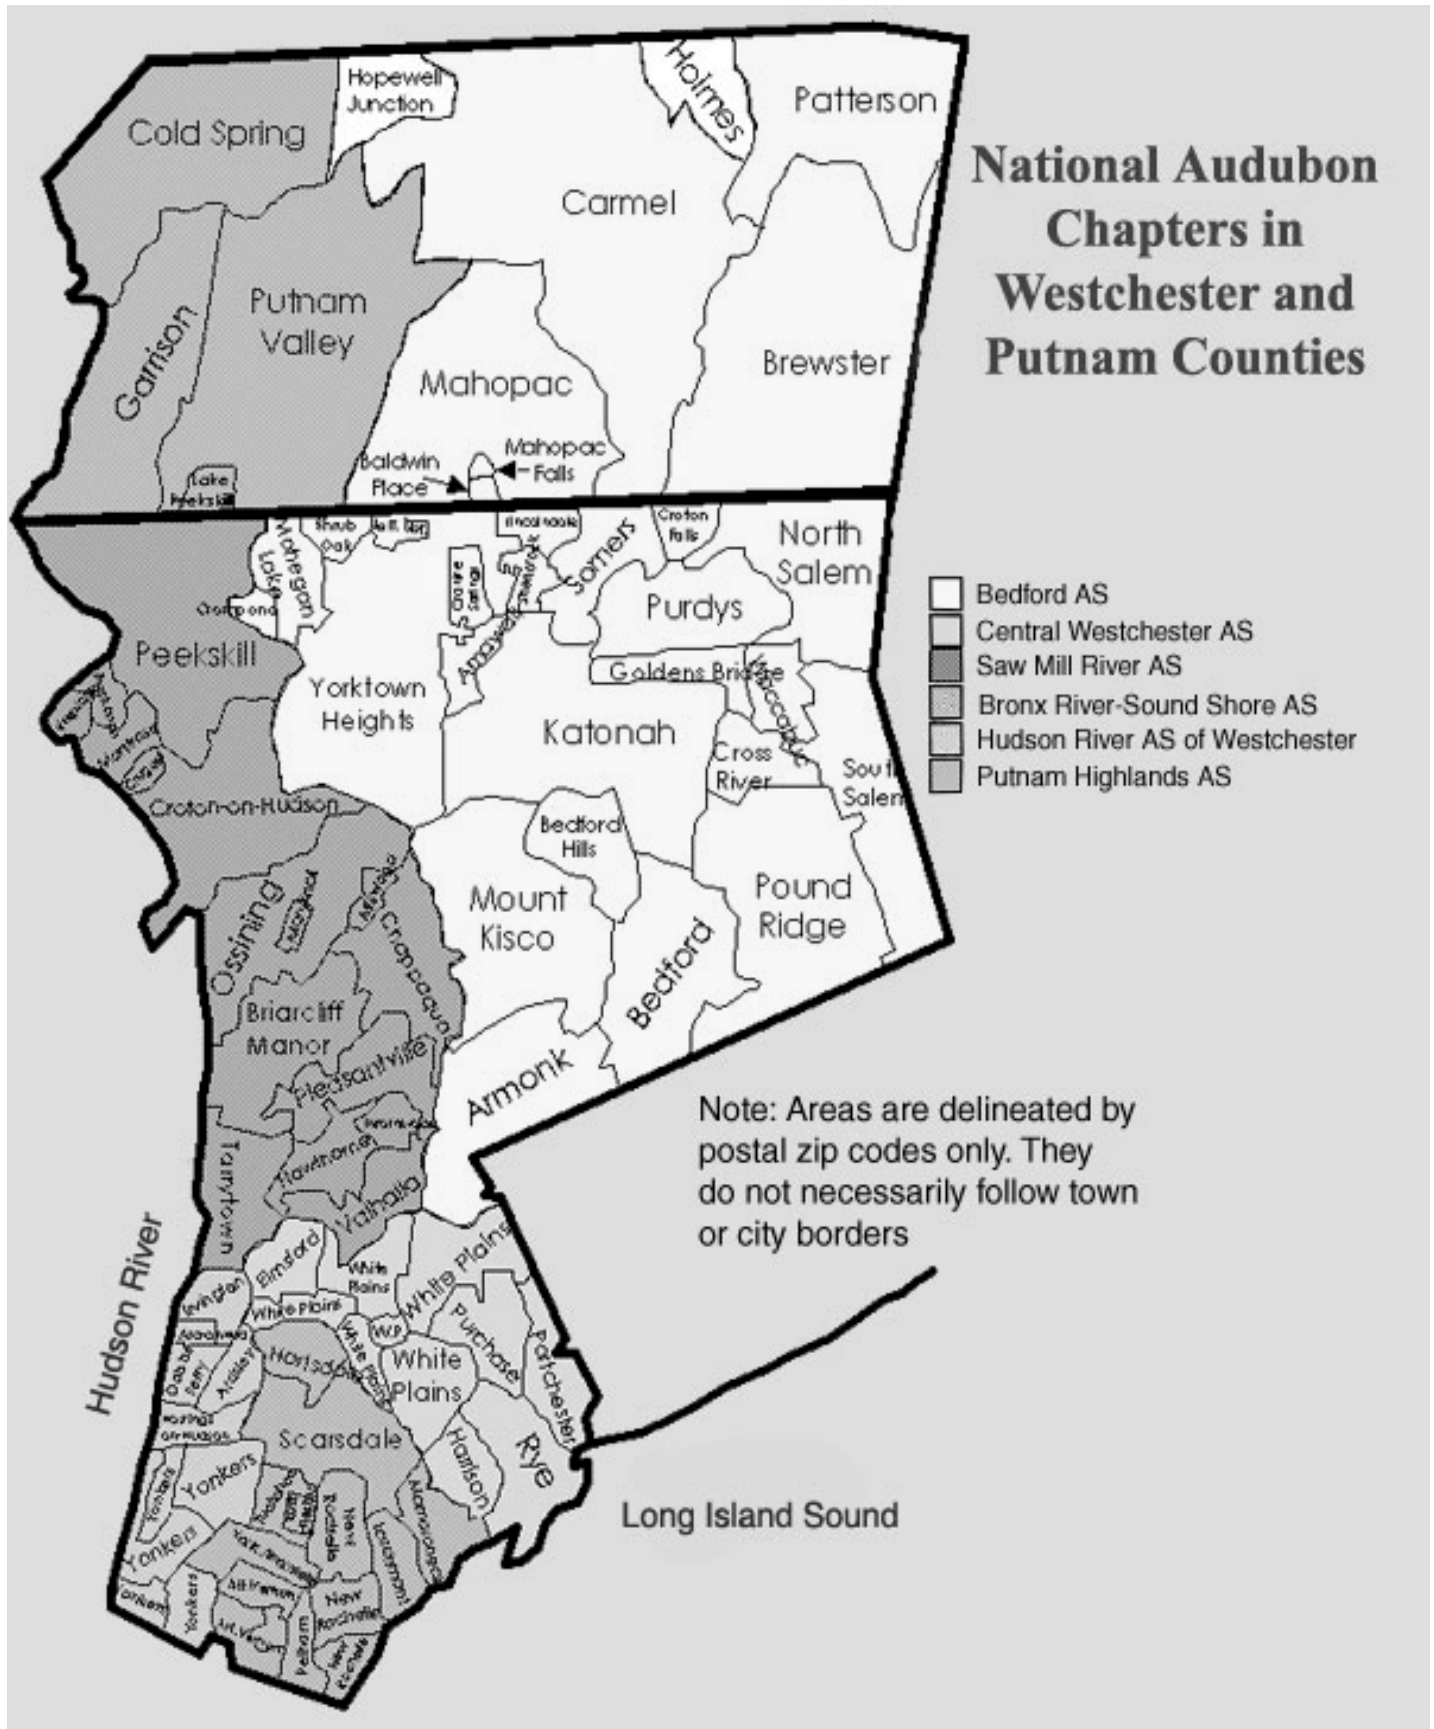 National Audubon
Chapters in
Westchester and
Putnam Counties
Hopewell
Junction
Holmes
Patterson
Cold Spring
Carmel
Putnam
Valley
Garrison
Mahopac
Brewster
Mahopac
Falls
Baldwin
Place
Lake
Peekskill
Shrub
Oak
Mohegan
Lake
Somers
Croton
Falls
North
Salem
Purdys
Peekskill
Yorktown
Heights
Amawalk
Goldens Bridge
Waccabuc
Katonah
Cross
River
South
Salem
Croton-on-Hudson
Bedford
Hills
Ossining
Mount
Kisco
Pound
Ridge
Bedford
Chappaqua
Briarcliff
Manor
Pleasantville
Armonk
Hawthorne
Tarrytown
Valhalla
Elmsford
White
Plains
White Plains
Irvington
White Plains
W.P.
White Plains
White
Plains
Purchase
Portchester
Ardsley
Hartsdale
Scarsdale
Harrison
Rye
Yonkers
Yonkers
Yonkers
Yonkers
Yonkers
Mamaroneck
Larchmont
New
Rochelle
Mt. Vernon
New
Rochelle
Mt. Vernon
Pelham
Bedford AS
Central Westchester AS
Saw Mill River AS
Bronx River-Sound Shore AS
Hudson River AS of Westchester
Putnam Highlands AS
Note: Areas are delineated by
postal zip codes only. They
do not necessarily follow town
or city borders
Hudson River
Long Island Sound